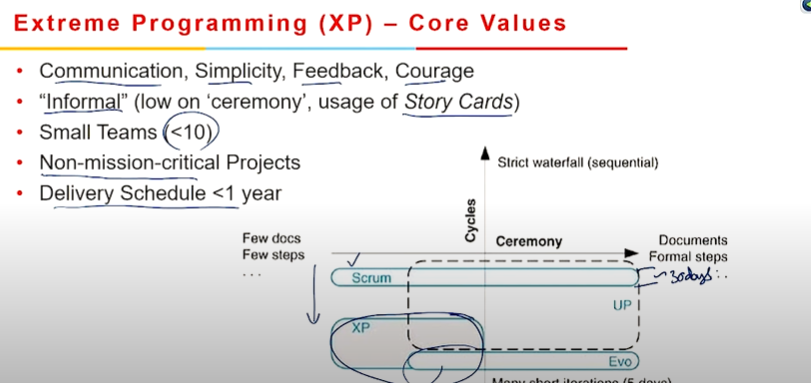 Extreme Programming (XP) – Core Values
• Communication, Simplicity, Feedback, Courage
• “Informal” (low on ‘ceremony’, usage of Story Cards)
• Small Teams (<10)
• Non-mission-critical Projects
• Delivery Schedule <1 year
Strict waterfall (sequential)
Cycles
Few docs
Few steps
...
Ceremony
Documents
Formal steps
Scrum
~30days
UP
XP
Evo
Many short iterations (5 days)